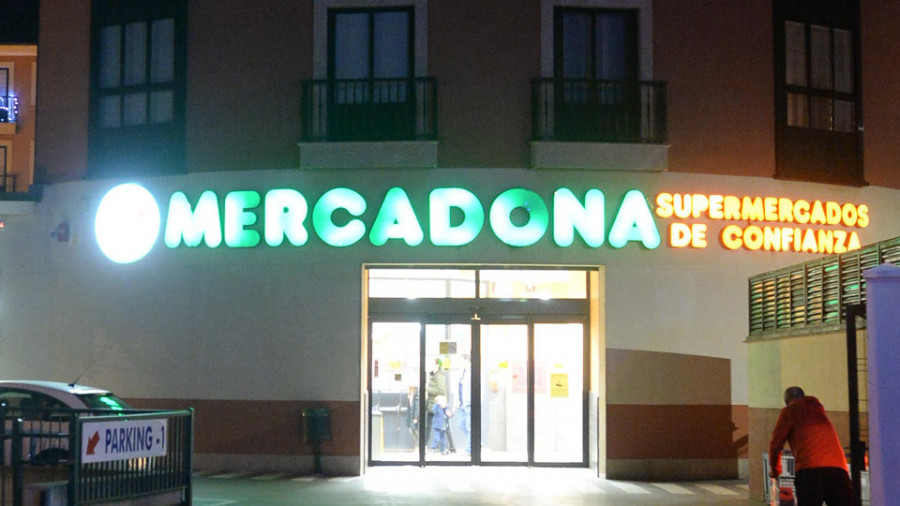 MERCADONA
SUPERMERCADOS
DE CONFIANZA
PARKING -1